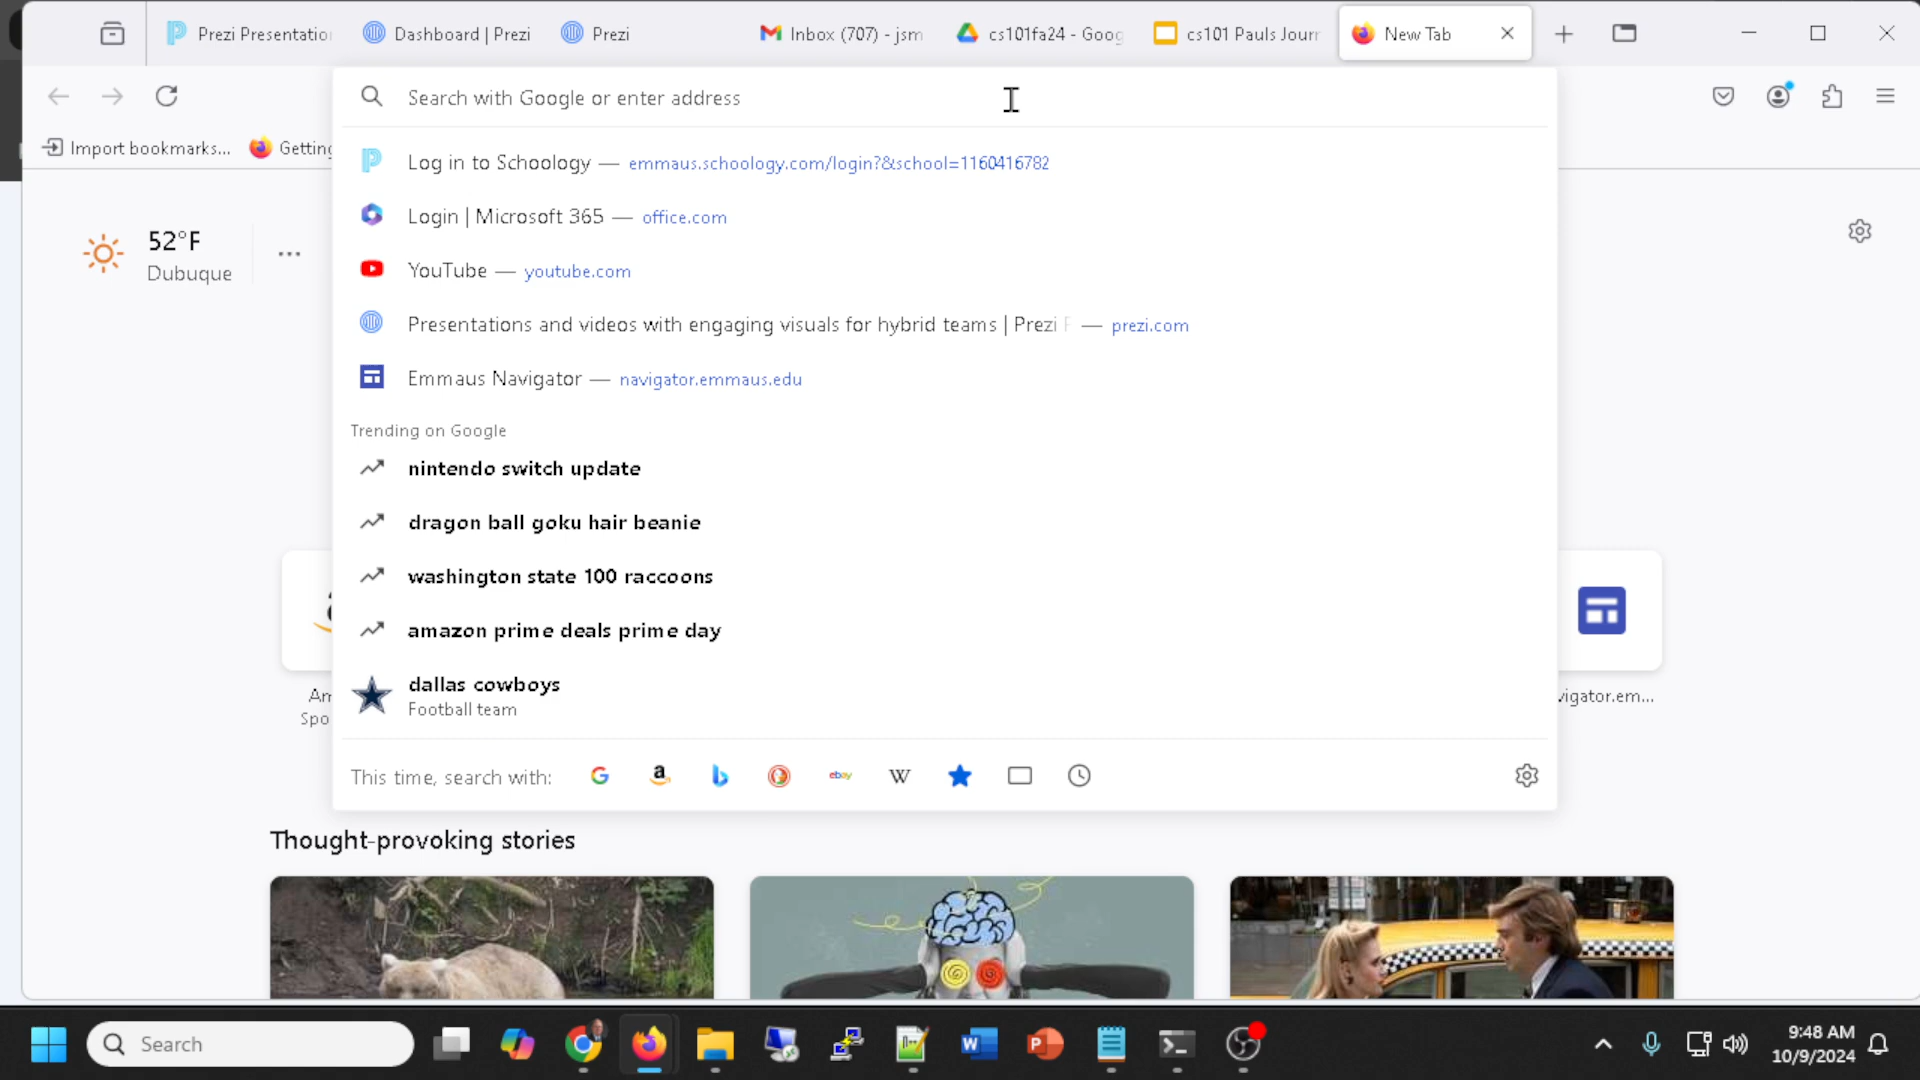 Prezi Presentatio
Dashboard | Prezi
Prezi
Inbox (707) - jsm
cs101fa24 - Goog
cs101 Pauls Journ
New Tab
Search with Google or enter address
Import bookmarks...
Getting
Log in to Schoology — emmaus.schoology.com/login?&school=1160416782
Login | Microsoft 365 — office.com
52°F
Dubuque
YouTube — youtube.com
Presentations and videos with engaging visuals for hybrid teams | Prezi — prezi.com
Emmaus Navigator — navigator.emmaus.edu
Trending on Google
nintendo switch update
dragon ball goku hair beanie
washington state 100 raccoons
amazon prime deals prime day
dallas cowboys
Football team
Am
Spo
vigator.em...
This time, search with:
ebay
W
Thought-provoking stories
Search
9:48 AM
10/9/2024